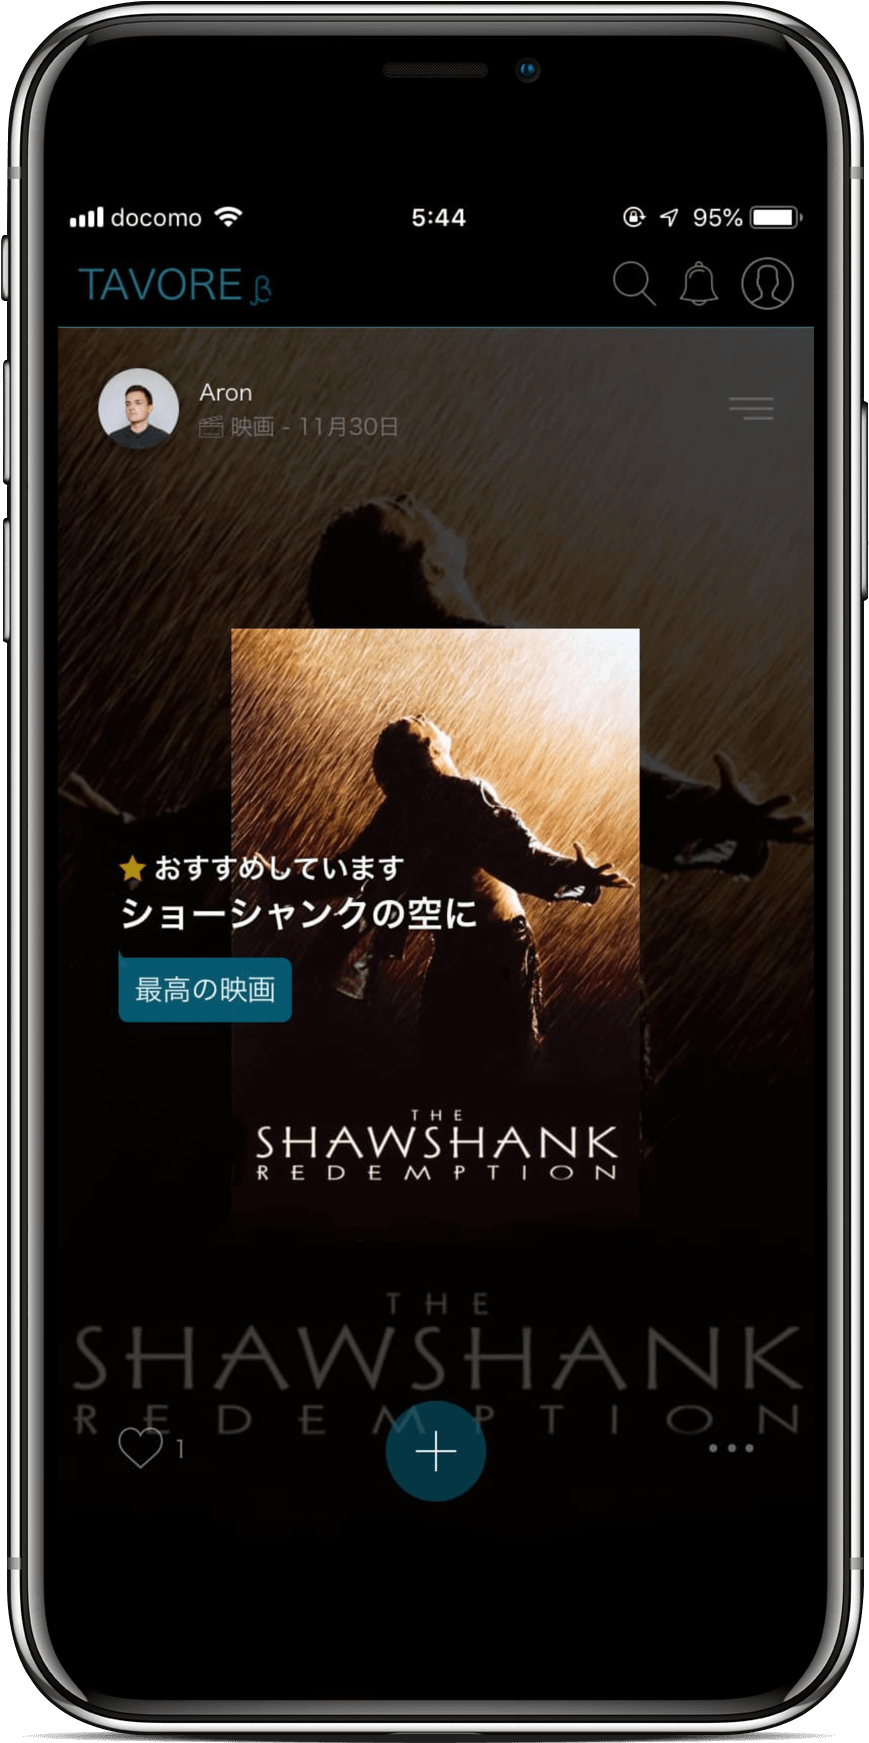 docomo 5:44 95%
TAVORE β
Aron
映画 - 11月30日
おすすめしています
ショーシャンクの空に
最高の映画
THE
SHAWSHANK
REDEMPTION
THE
SHAWSHANK
REDEMPTION
1